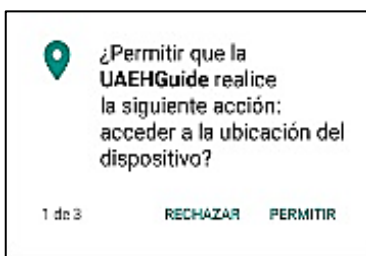 ¿Permitir que la
UAEHGuide realice
la siguiente acción:
acceder a la ubicación del
dispositivo?
1 de 3 RECHAZAR PERMITIR